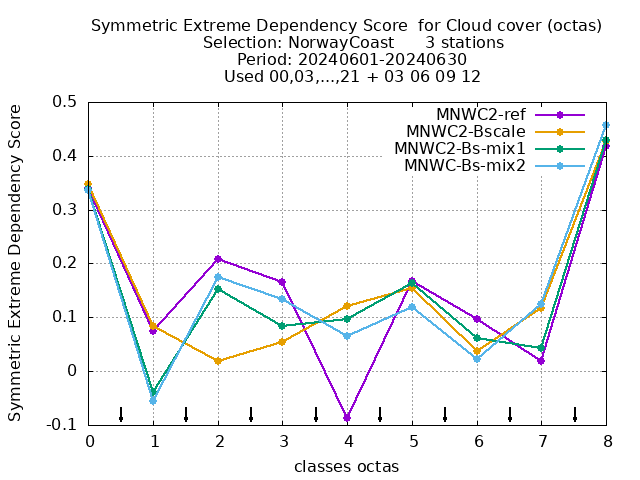 Symmetric Extreme Dependency Score  for Cloud cover (octas)
Selection: NorwayCoast      3 stations
Period: 20240601-20240630
Used 00,03,...,21 + 03 06 09 12
Symmetric Extreme Dependency Score
0.5
0.4
0.3
0.2
0.1
0
-0.1
MNWC2-ref
MNWC2-Bscale
MNWC2-Bs-mix1
MNWC-Bs-mix2
0 1 2 3 4 5 6 7 8
classes octas